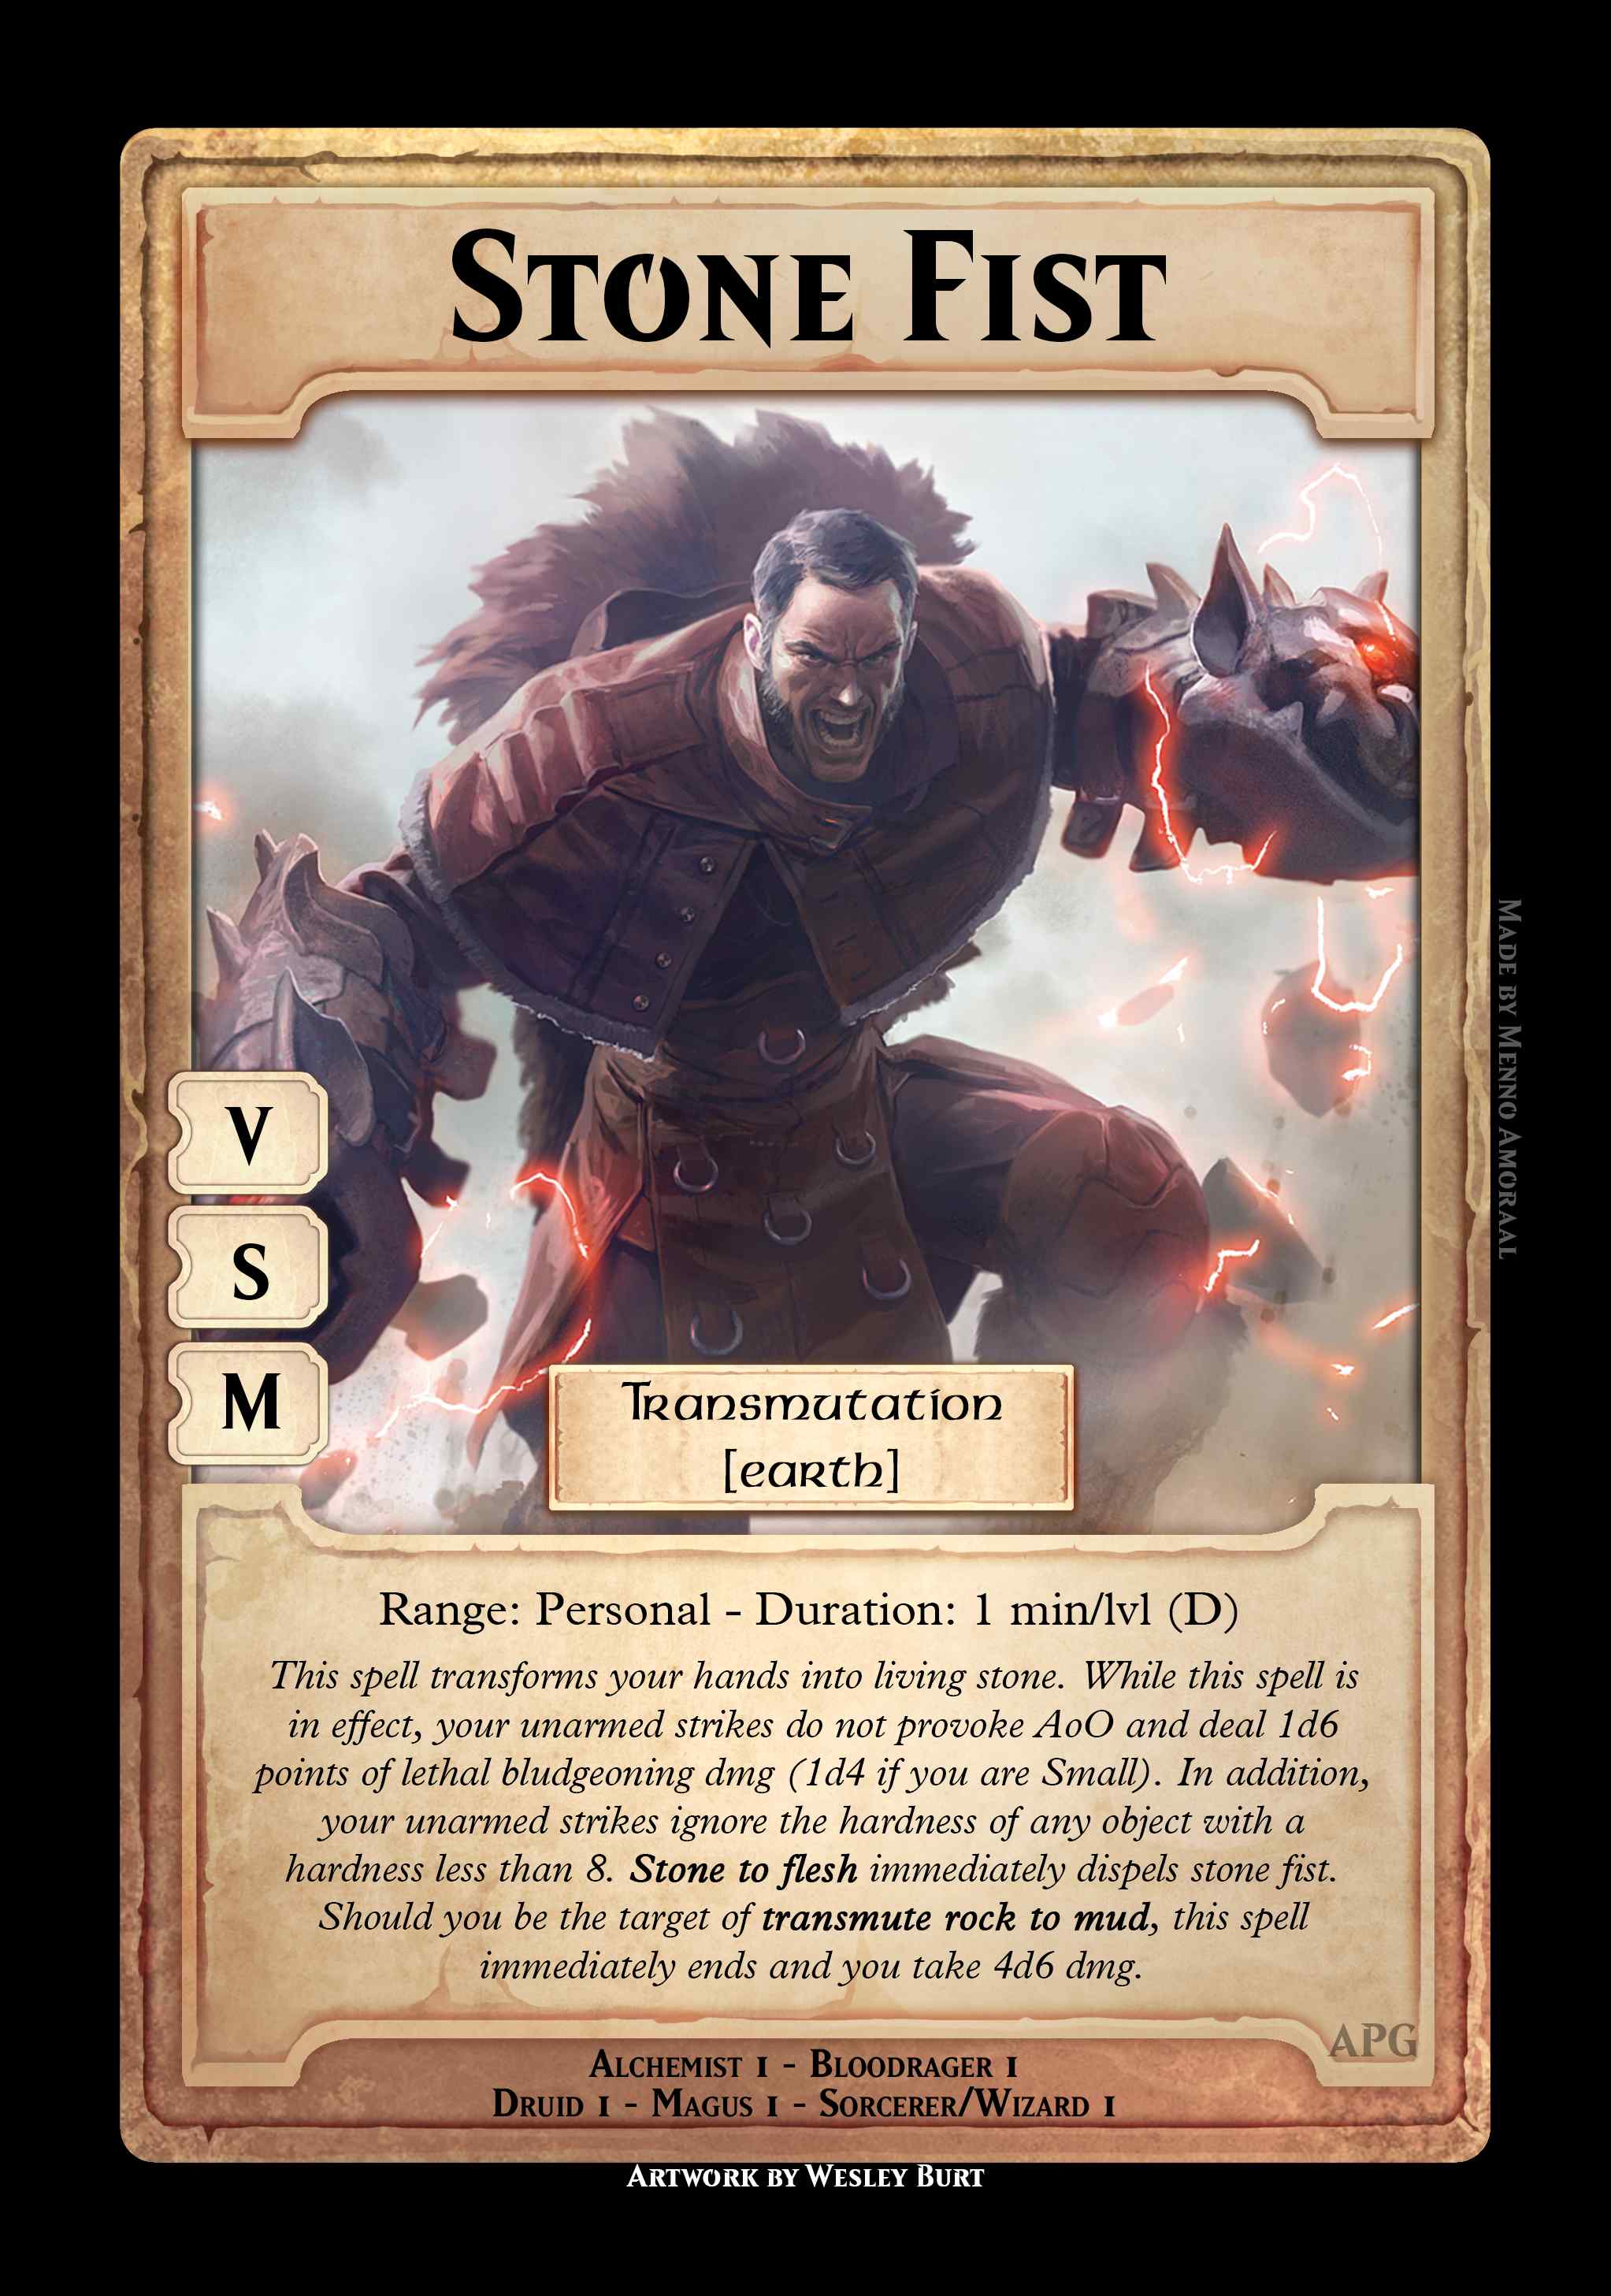 Stone Fist
V
S
M
Transmutation
[earth]
Range: Personal - Duration: 1 min/lvl (D)
This spell transforms your hands into living stone. While this spell is
in effect, your unarmed strikes do not provoke AoO and deal 1d6
points of lethal bludgeoning dmg (1d4 if you are Small). In addition,
your unarmed strikes ignore the hardness of any object with a
hardness less than 8. Stone to flesh immediately dispels stone fist.
Should you be the target of transmute rock to mud, this spell
immediately ends and you take 4d6 dmg.
APG
Alchemist 1 - Bloodrager 1
Druid 1 - Magus 1 - Sorcerer/Wizard 1
Artwork by Wesley Burt
Made by Menno Amoraal